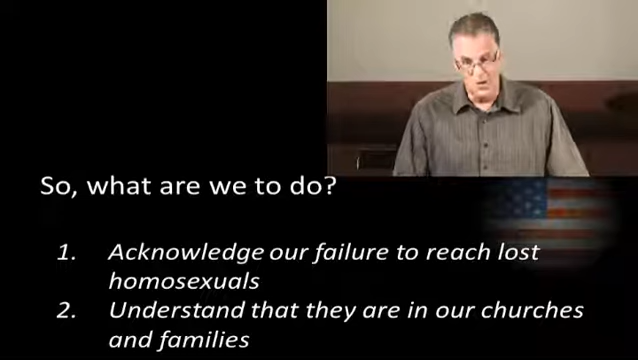 So, what are we to do?
1. Acknowledge our failure to reach lost
homosexuals
2. Understand that they are in our churches
and families